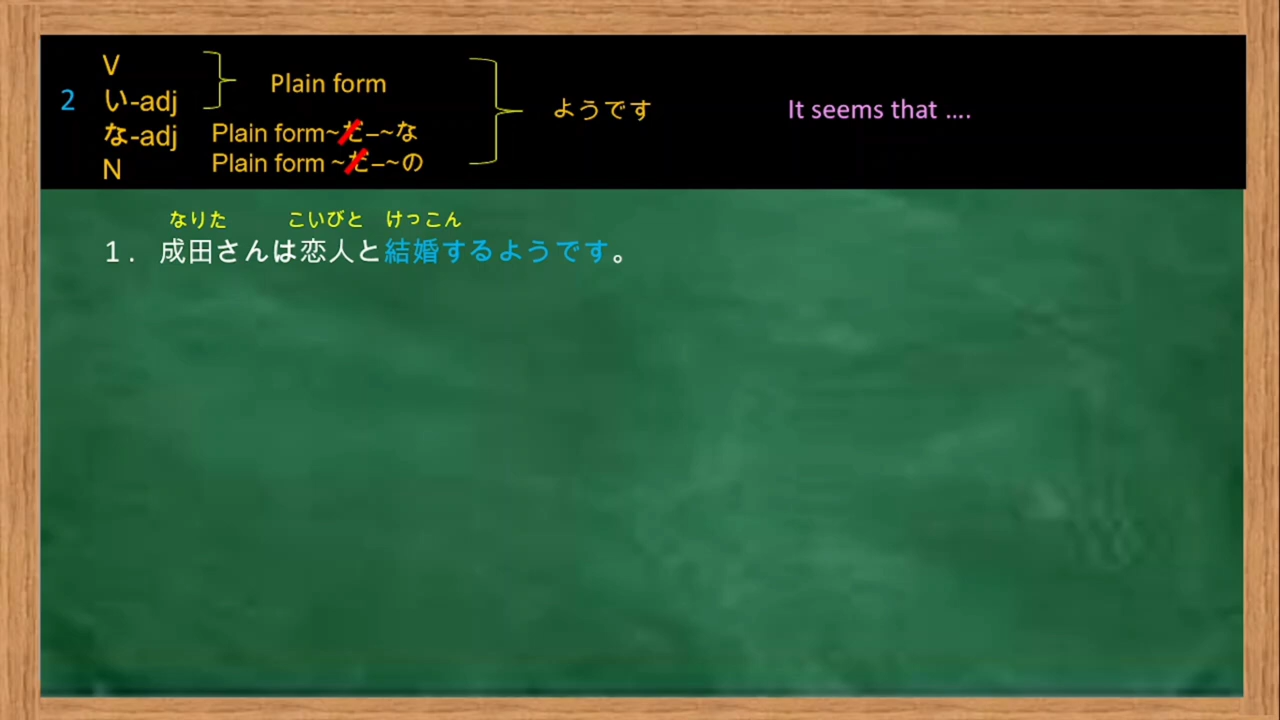 2
V
い-adj
Plain form
な-adj Plain form~だ–~な
N Plain form ~だ–~の
ようです
It seems that ....
なりた こいびと けっこん
1. 成田さんは恋人と結婚するようです。